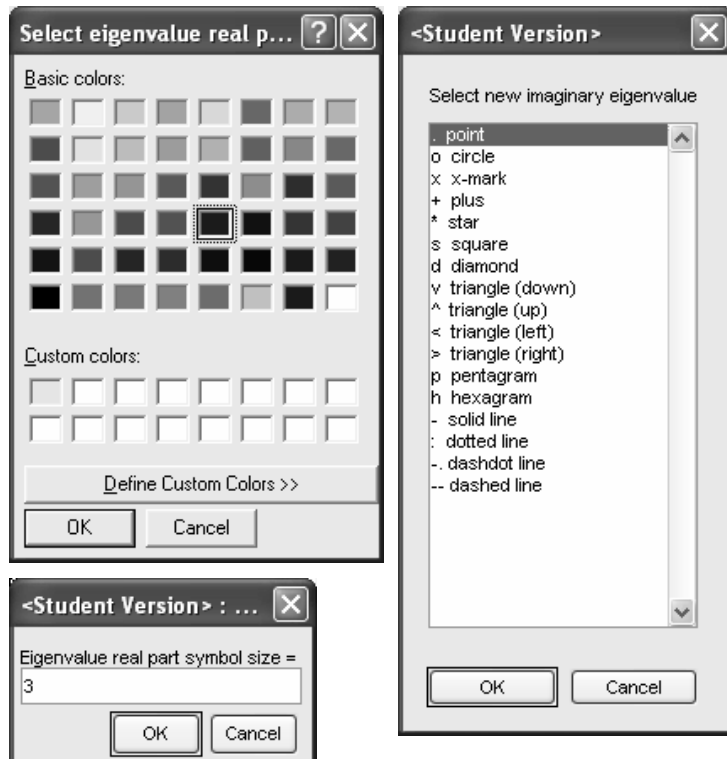 Select eigenvalue real p...
Basic colors:
Custom colors:
Define Custom Colors >>
OK Cancel
<Student Version> : ...
Eigenvalue real part symbol size =
3
OK Cancel
<Student Version>
Select new imaginary eigenvalue
. point
o circle
x x-mark
+ plus
* star
s square
d diamond
v triangle (down)
^ triangle (up)
< triangle (left)
> triangle (right)
p pentagram
h hexagram
- solid line
: dotted line
-. dashdot line
-- dashed line
OK Cancel